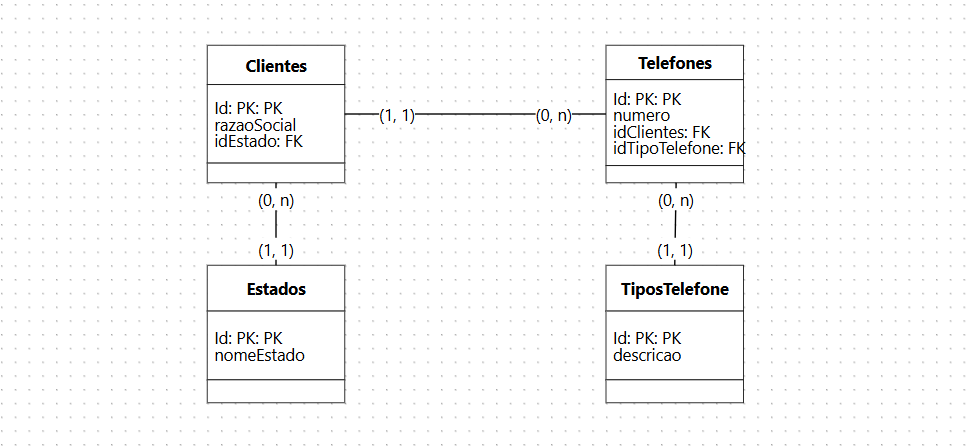 Clientes
Id: PK: PK
razaoSocial
idEstado: FK
(1, 1)
(0, n)
Telefones
Id: PK: PK
numero
idClientes: FK
idTipoTelefone: FK
(0, n)
(1, 1)
Estados
Id: PK: PK
nomeEstado
(0, n)
(1, 1)
TiposTelefone
Id: PK: PK
descricao